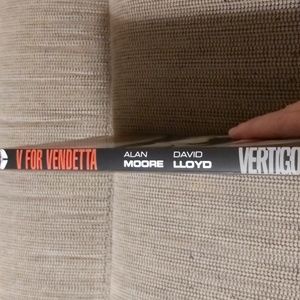 V FOR VENDETTA
ALAN
MOORE
DAVID
LLOYD
VERTIGO